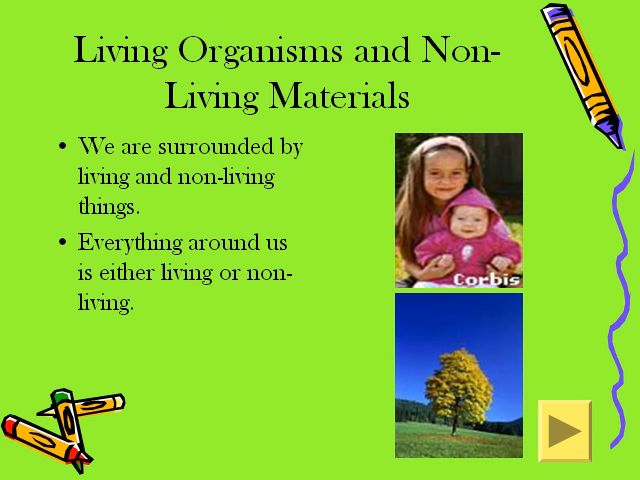 Living Organisms and Non-
Living Materials
• We are surrounded by
living and non-living
things.
• Everything around us
is either living or non-
living.
Corbis